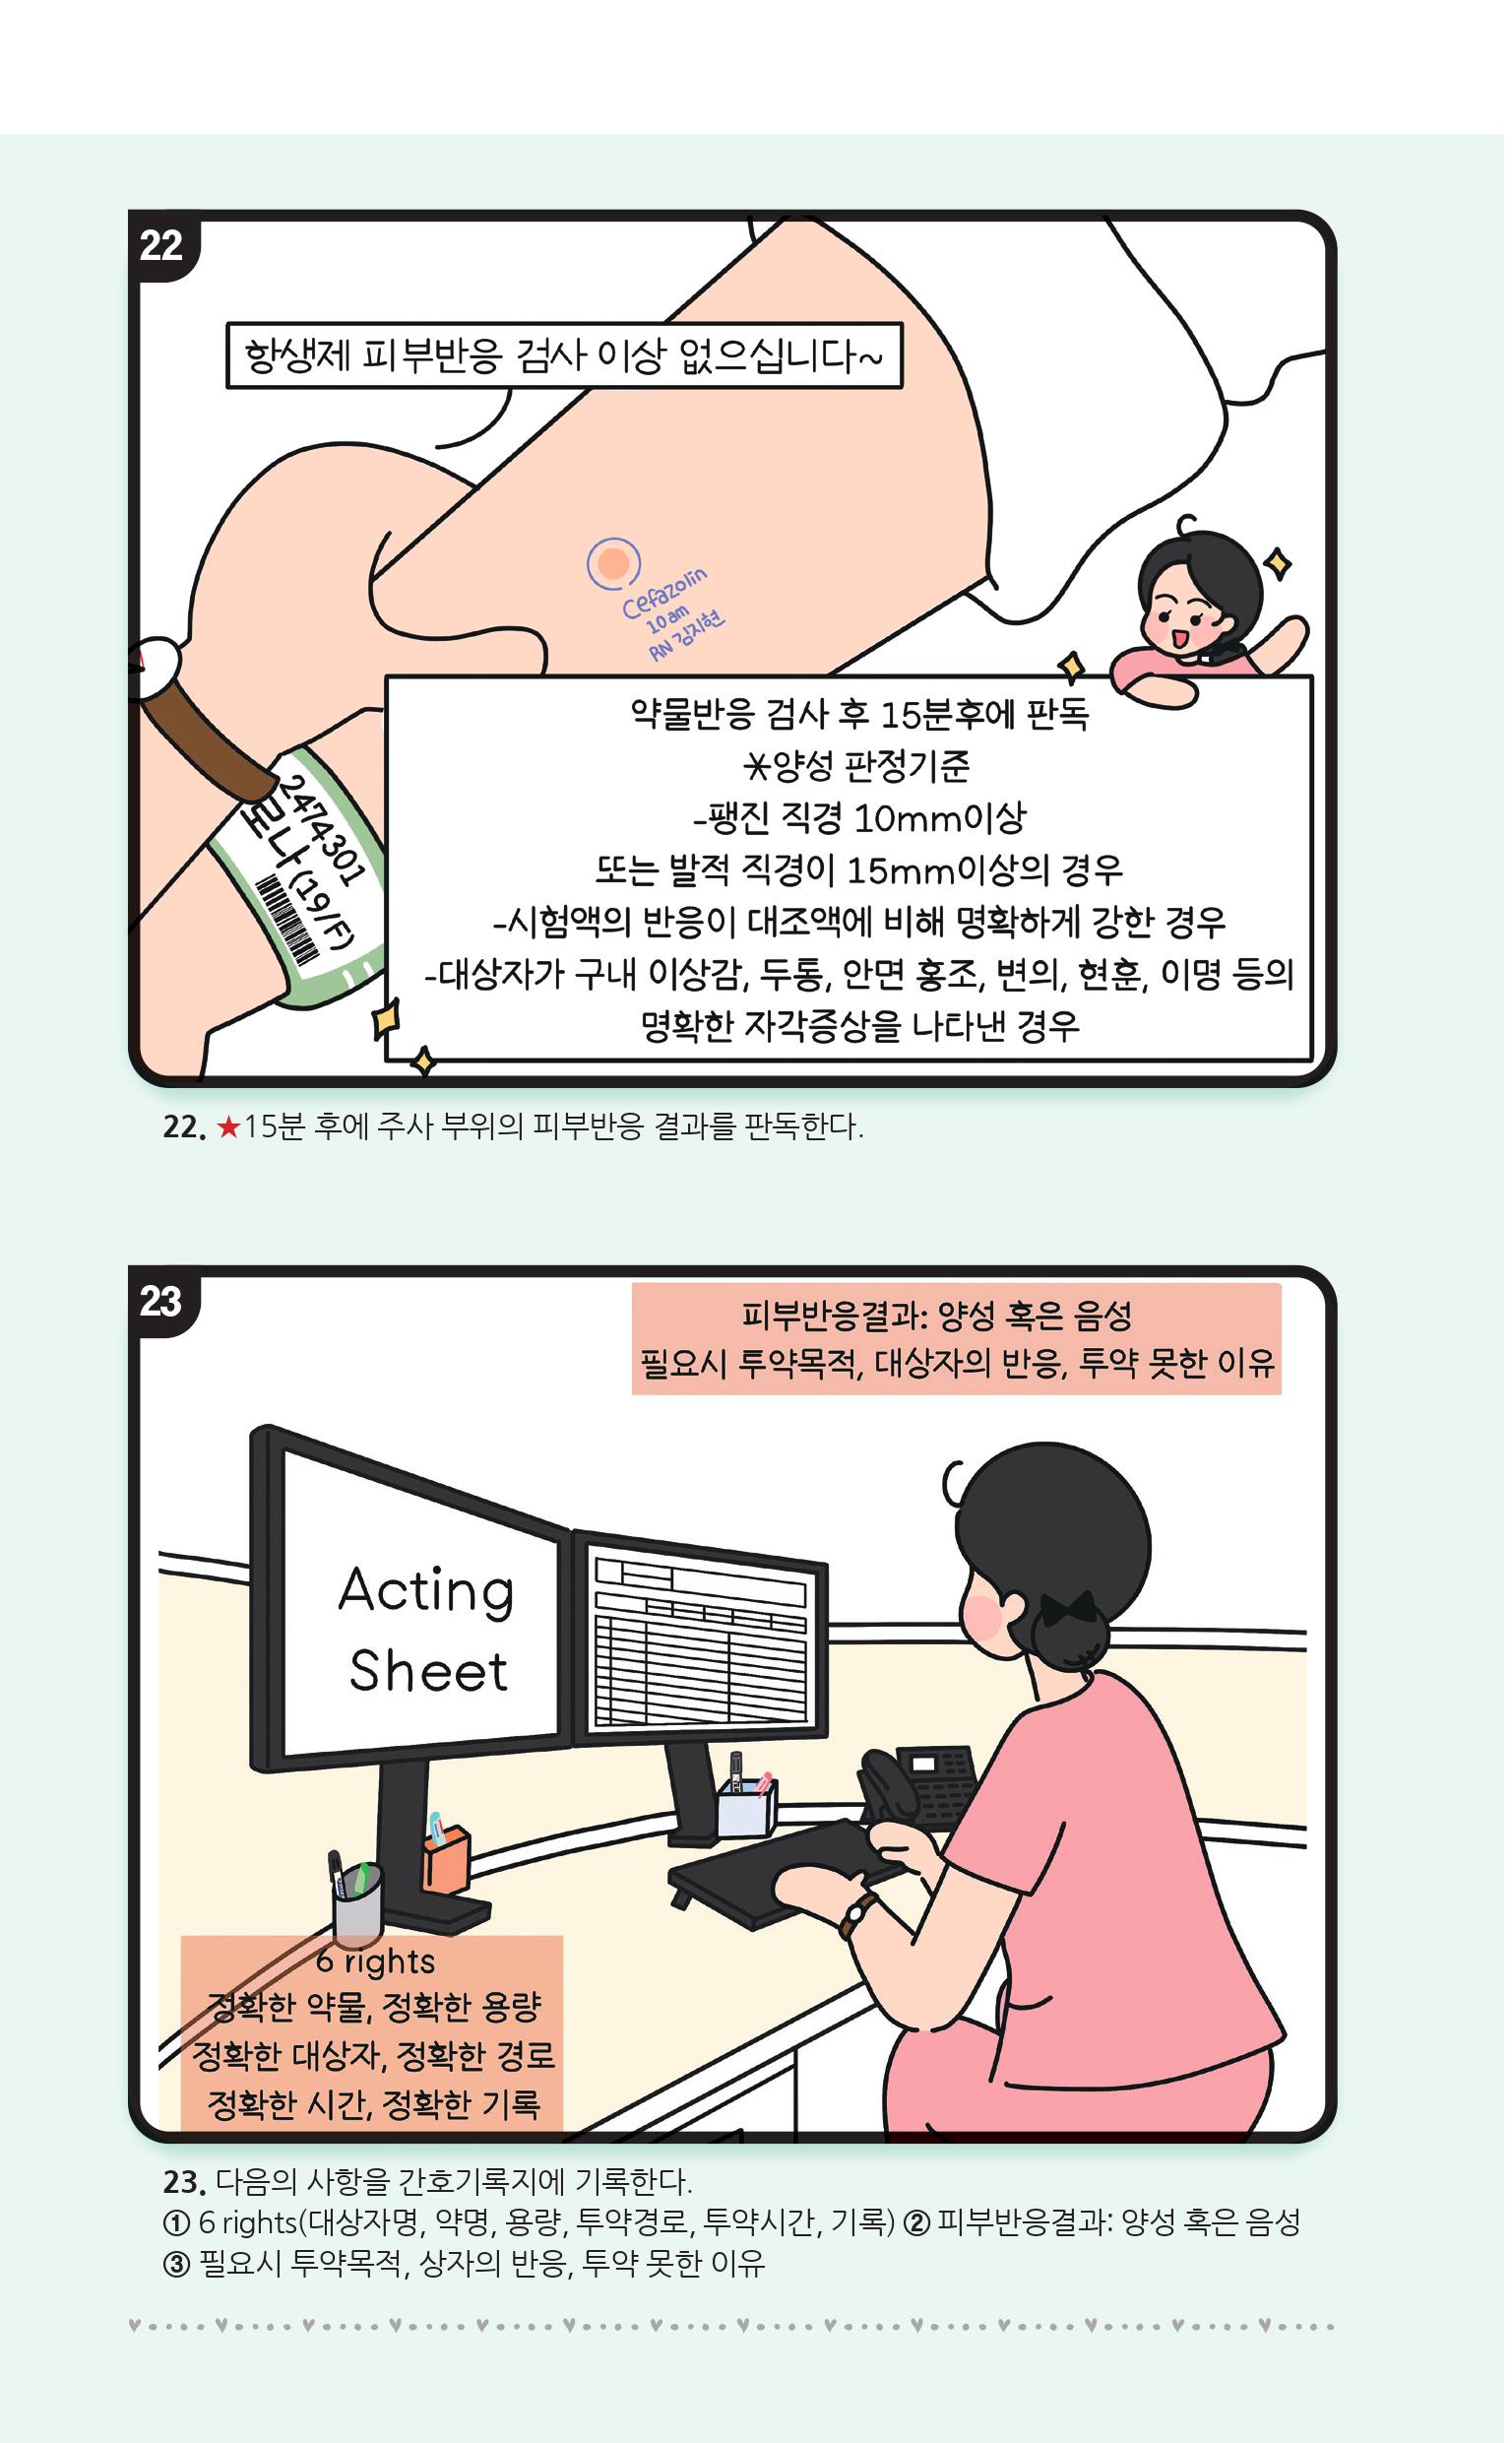 22
항생제 피부반응 검사 이상 없으십니다~
Cefazolin
10am
RN 김지현
2474301
나(19/F)
약물반응 검사 후 15분후에 판독
*양성 판정기준
-팽진 직경 10mm이상
또는 발적 직경이 15mm이상의 경우
-시험액의 반응이 대조액에 비해 명확하게 강한 경우
-대상자가 구내 이상감, 두통, 안면 홍조, 변의, 현훈, 이명 등의
명확한 자각증상을 나타낸 경우
22. ★15분 후에 주사 부위의 피부반응 결과를 판독한다.
23
피부반응결과: 양성 혹은 음성
필요시 투약목적, 대상자의 반응, 투약 못한 이유
Acting
Sheet
6 rights
정확한 약물, 정확한 용량
정확한 대상자, 정확한 경로
정확한 시간, 정확한 기록
23. 다음의 사항을 간호기록지에 기록한다.
① 6 rights(대상자명, 약명, 용량, 투약경로, 투약시간, 기록) ② 피부반응결과: 양성 혹은 음성
③ 필요시 투약목적, 상자의 반응, 투약 못한 이유